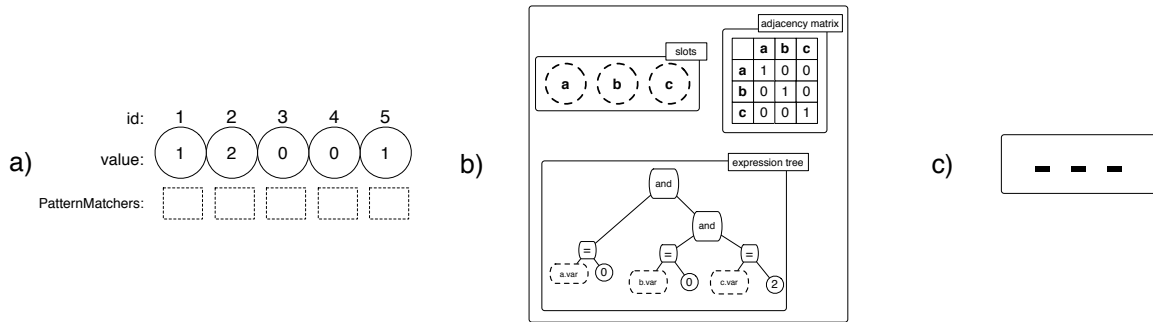 a)
id: 1 2 3 4 5
value: 1 2 0 0 1
PatternMatchers:
b)
slots
a b c
adjacency matrix
a b c
a 1 0 0
b 0 1 0
c 0 0 1
expression tree
and
and
= = =
a.var 0 b.var 0 c.var 2
c)
- - -